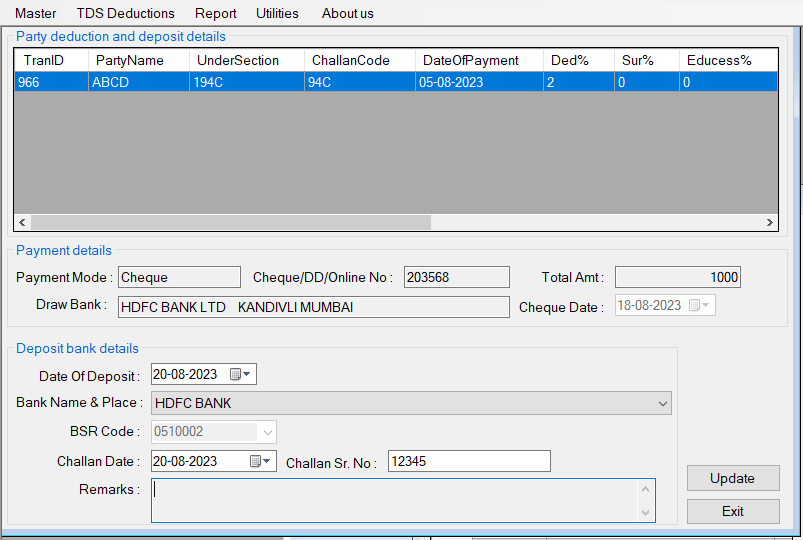 Master TDS Deductions Report Utilities About us
Party deduction and deposit details
TranID PartyName UnderSection ChallanCode DateOfPayment Ded% Sur% Educess%
966 ABCD 194C 94C 05-08-2023 2 0 0
Payment details
Payment Mode : Cheque Cheque/DD/Online No : 203568 Total Amt : 1000
Draw Bank : HDFC BANK LTD KANDIVLI MUMBAI Cheque Date : 18-08-2023
Deposit bank details
Date Of Deposit : 20-08-2023
Bank Name & Place : HDFC BANK
BSR Code : 0510002
Challan Date : 20-08-2023 Challan Sr. No : 12345
Remarks :
Update
Exit